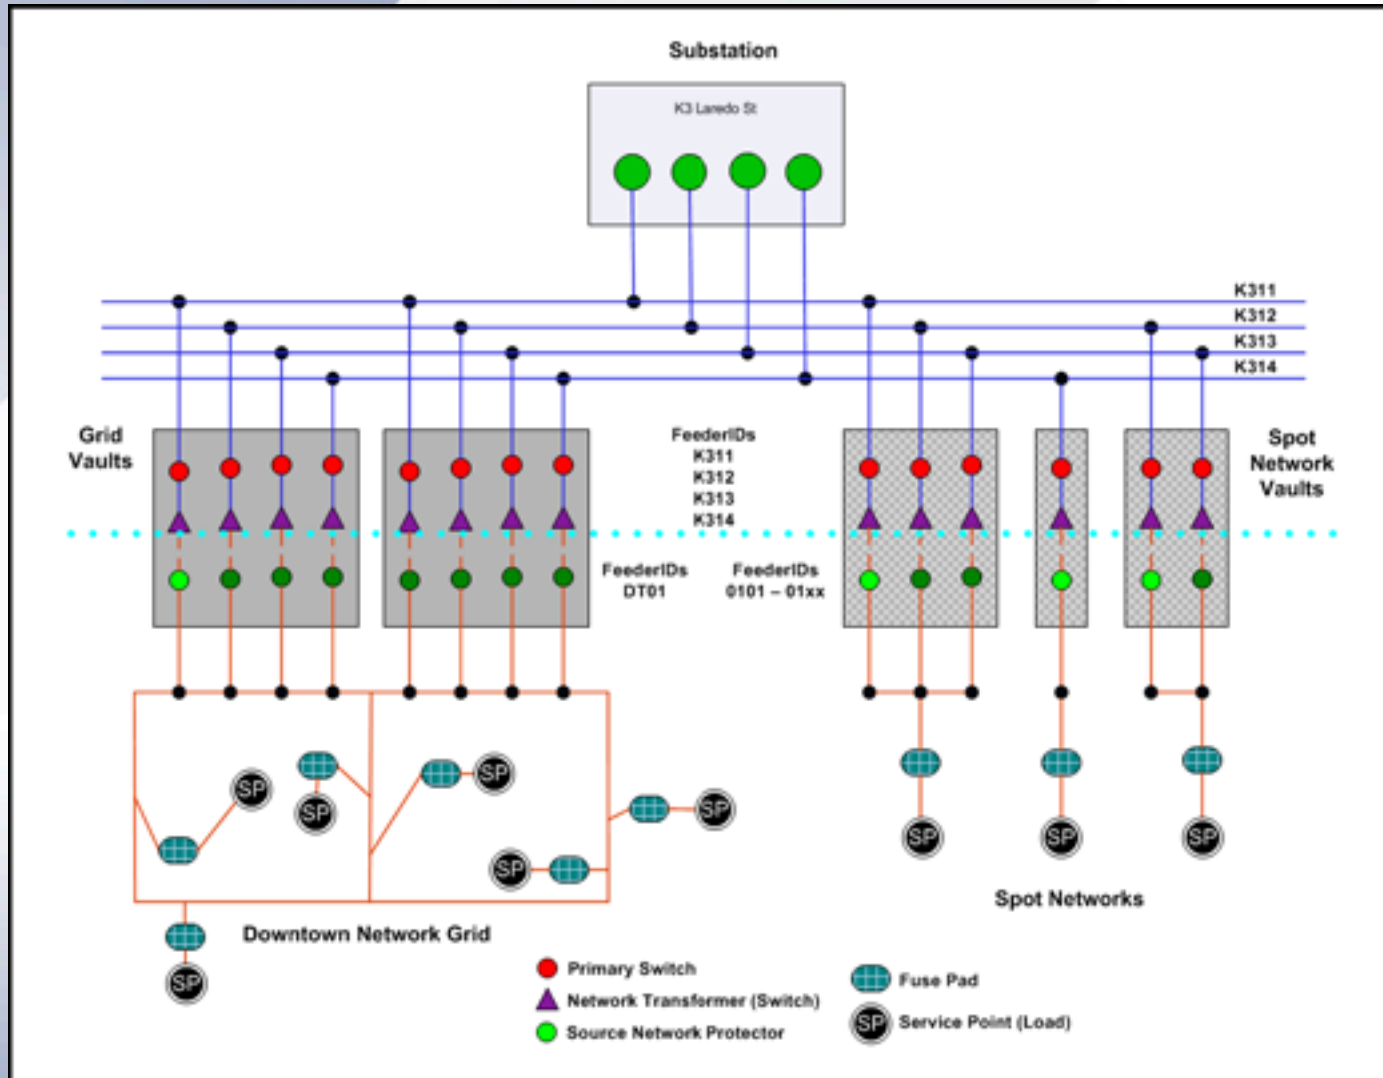 Substation
K3 Laredo St
K311
K312
K313
K314
Grid
Vaults
FeederIDs
K311
K312
K313
K314
Spot
Network
Vaults
FeederIDs
DT01
FeederIDs
0101 – 01xx
SP
SP
SP
SP
SP
SP
SP
SP
SP
Spot Networks
Downtown Network Grid
Primary Switch
Network Transformer (Switch)
Source Network Protector
Fuse Pad
SP
Service Point (Load)